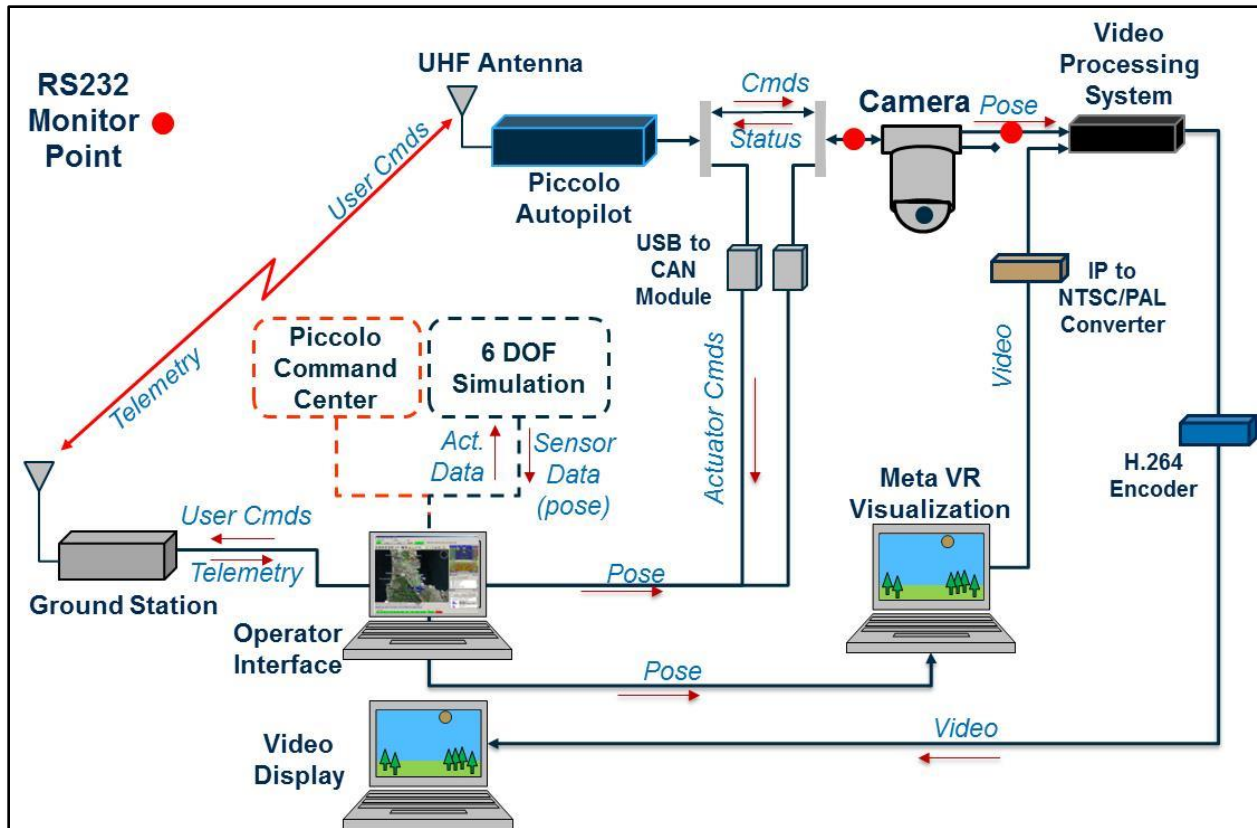 RS232
Monitor
Point
UHF Antenna
User Cmds
Telemetry
Piccolo
Autopilot
Cmds
Status
Camera
Pose
Video
Processing
System
USB to
CAN
Module
IP to
NTSC/PAL
Converter
Video
Piccolo
Command
Center
6 DOF
Simulation
Act.
Data
Sensor
Data
(pose)
Actuator Cmds
H.264
Encoder
Meta VR
Visualization
User Cmds
Telemetry
Ground Station
Pose
Operator
Interface
Pose
Video
Display
Video